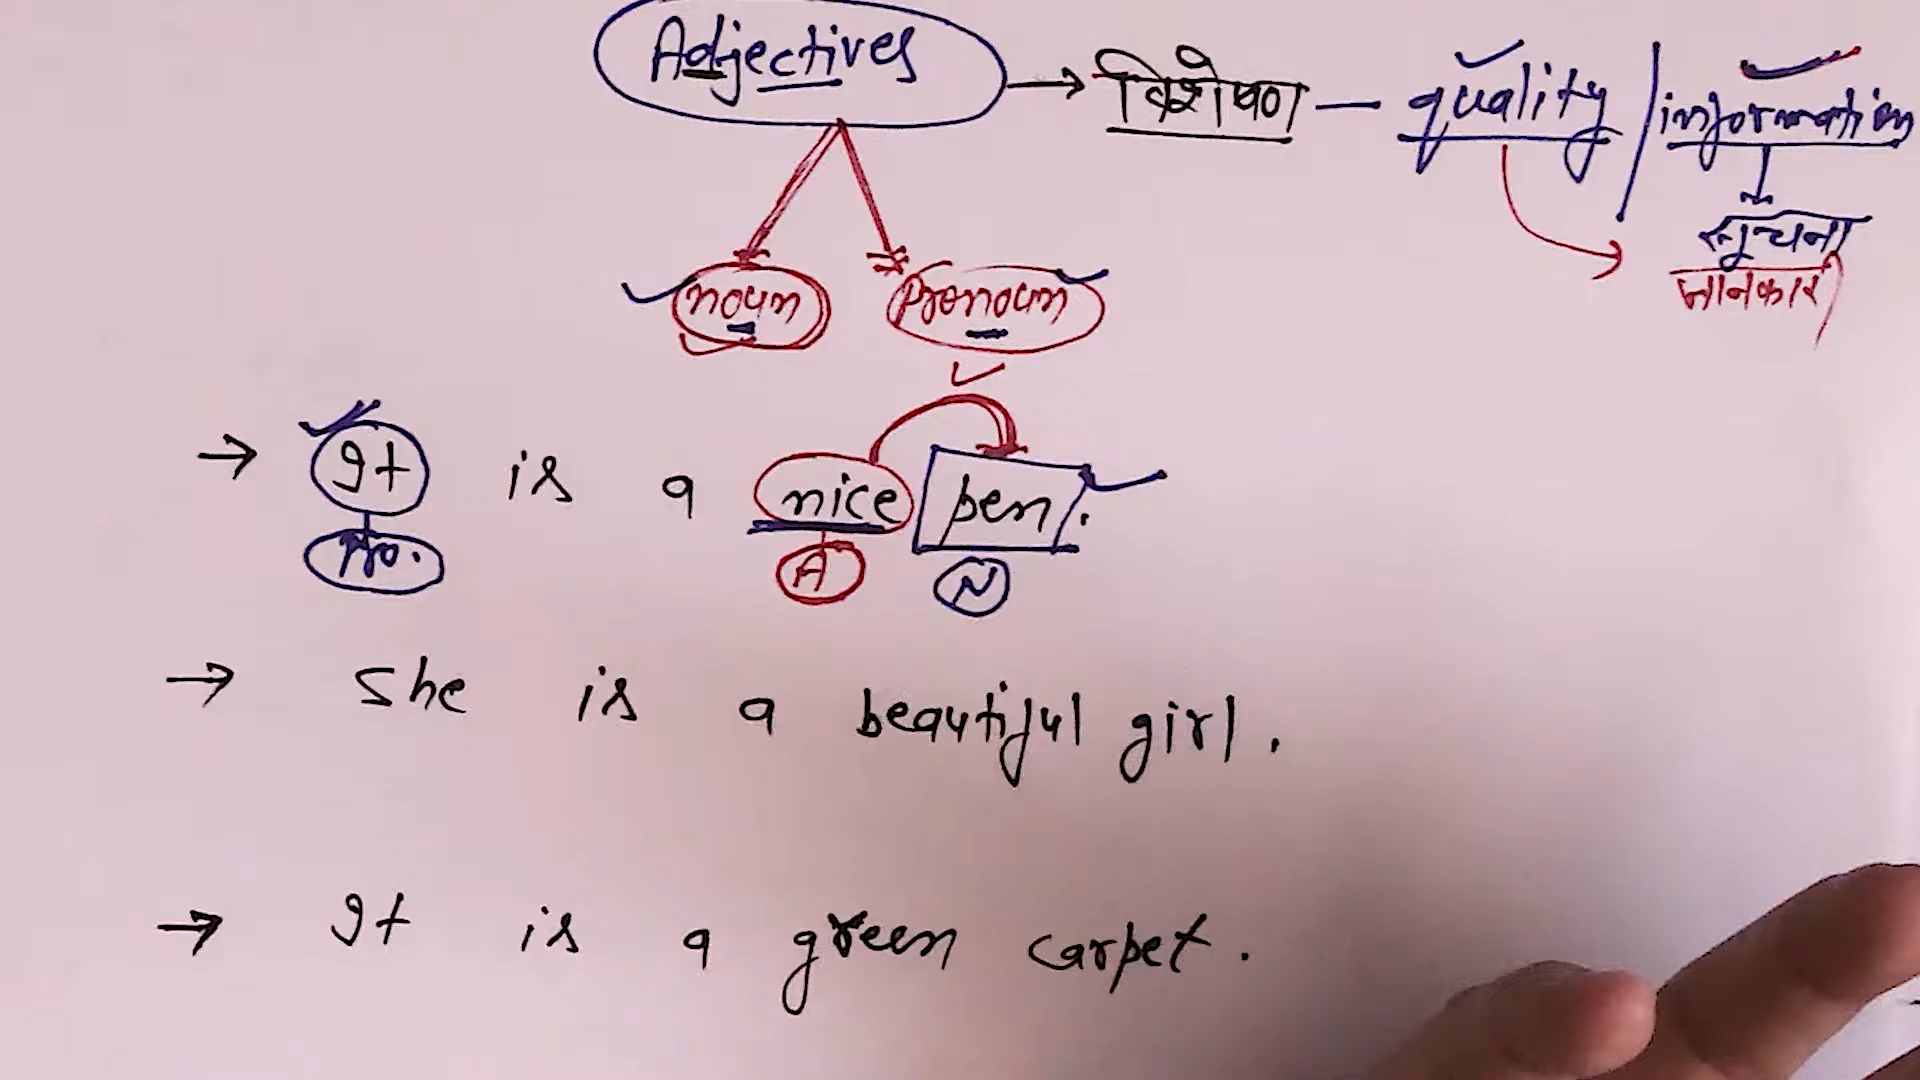 Adjectives → विशेषण — quality / information
सूचना
जानकारी
noun pronoun
→ It is a nice pen.
Pro. A N
→ She is a beautiful girl.
→ It is a green carpet.